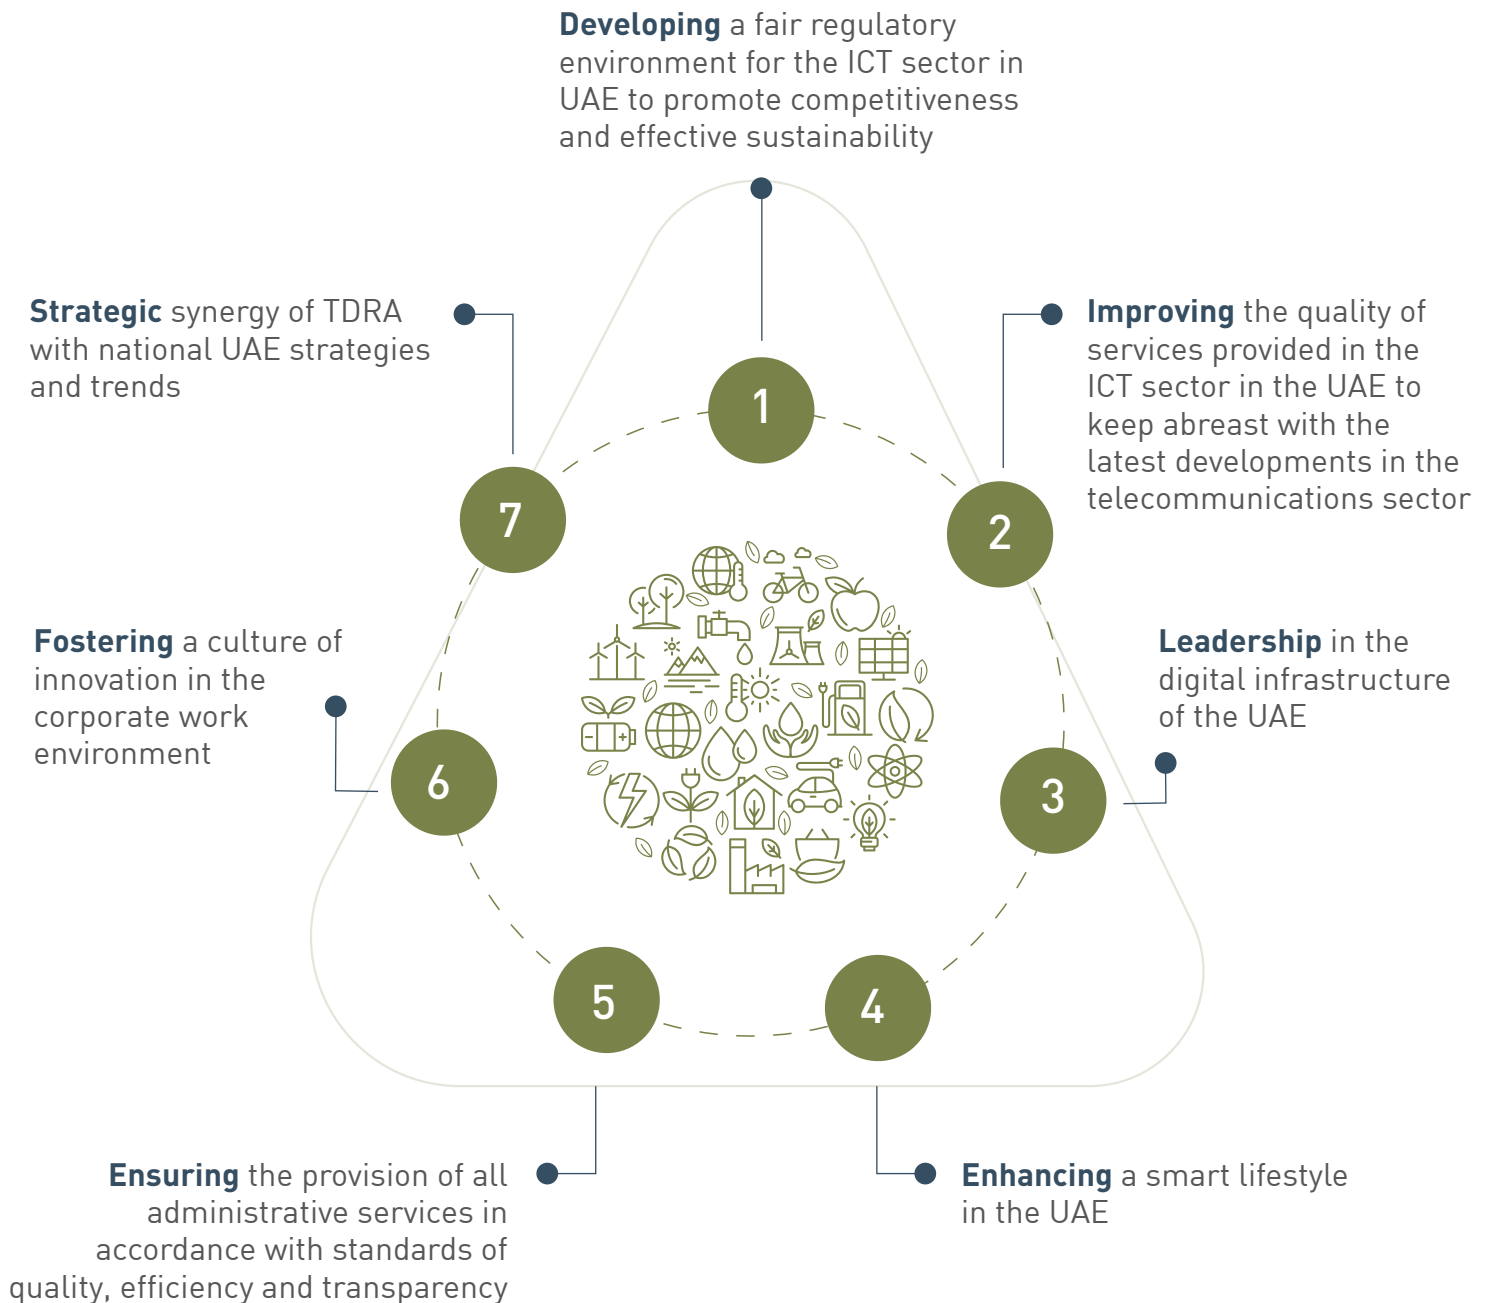 Developing a fair regulatory
environment for the ICT sector in
UAE to promote competitiveness
and effective sustainability
1
Improving the quality of
services provided in the
ICT sector in the UAE to
keep abreast with the
latest developments in the
telecommunications sector
2
Leadership in the
digital infrastructure
of the UAE
3
Enhancing a smart lifestyle
in the UAE
4
Ensuring the provision of all
administrative services in
accordance with standards of
quality, efficiency and transparency
5
Fostering a culture of
innovation in the
corporate work
environment
6
Strategic synergy of TDRA
with national UAE strategies
and trends
7